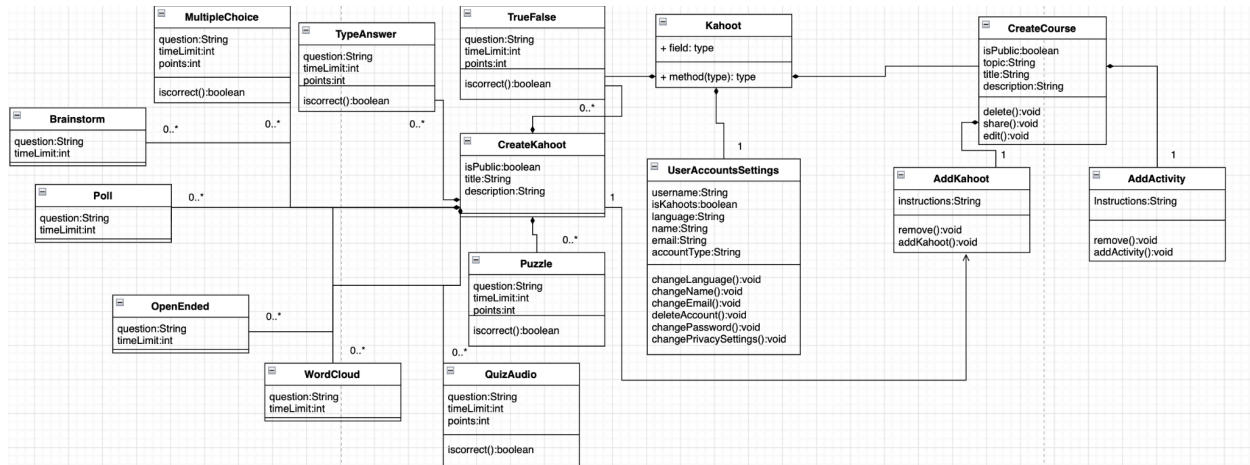 MultipleChoice
question:String
timeLimit:int
points:int
iscorrect():boolean
TypeAnswer
question:String
timeLimit:int
points:int
iscorrect():boolean
TrueFalse
question:String
timeLimit:int
points:int
iscorrect():boolean
Kahoot
+ field: type
+ method(type): type
CreateCourse
isPublic:boolean
topic:String
title:String
description:String
delete():void
share():void
edit():void
Brainstorm
question:String
timeLimit:int
0..*
0..*
0..*
0..*
CreateKahoot
isPublic:boolean
title:String
description:String
1
1
1
1
UserAccountsSettings
username:String
isKahoots:boolean
language:String
name:String
email:String
accountType:String
changeLanguage():void
changeName():void
changeEmail():void
deleteAccount():void
changePassword():void
changePrivacySettings():void
AddKahoot
instructions:String
remove():void
addKahoot():void
AddActivity
Instructions:String
remove():void
addActivity():void
Poll
question:String
timeLimit:int
0..*
0..*
Puzzle
question:String
timeLimit:int
points:int
iscorrect():boolean
OpenEnded
question:String
timeLimit:int
0..*
0..*
0..*
WordCloud
question:String
timeLimit:int
QuizAudio
question:String
timeLimit:int
points:int
iscorrect():boolean